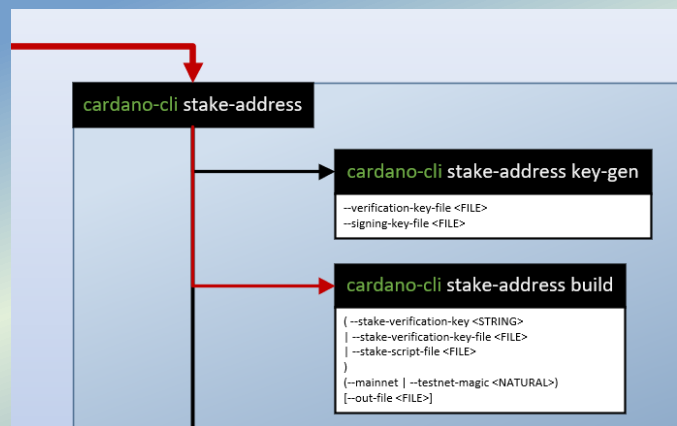 cardano-cli stake-address
cardano-cli stake-address key-gen
--verification-key-file <FILE>
--signing-key-file <FILE>
cardano-cli stake-address build
( --stake-verification-key <STRING>
| --stake-verification-key-file <FILE>
| --stake-script-file <FILE>
)
(--mainnet | --testnet-magic <NATURAL>)
[--out-file <FILE>]